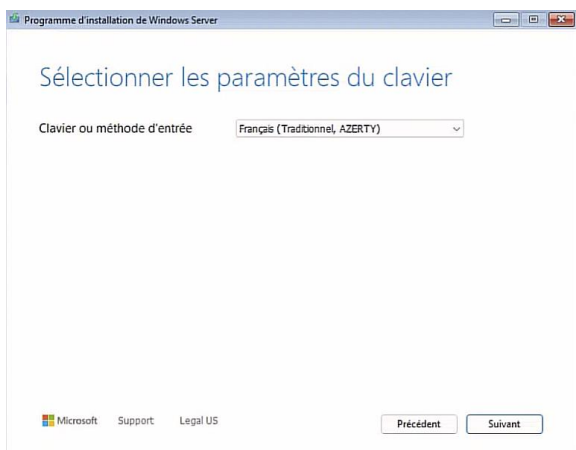 Programme d'installation de Windows Server
Sélectionner les paramètres du clavier
Clavier ou méthode d'entrée Français (Traditionnel, AZERTY)
Microsoft Support Legal US Précédent Suivant